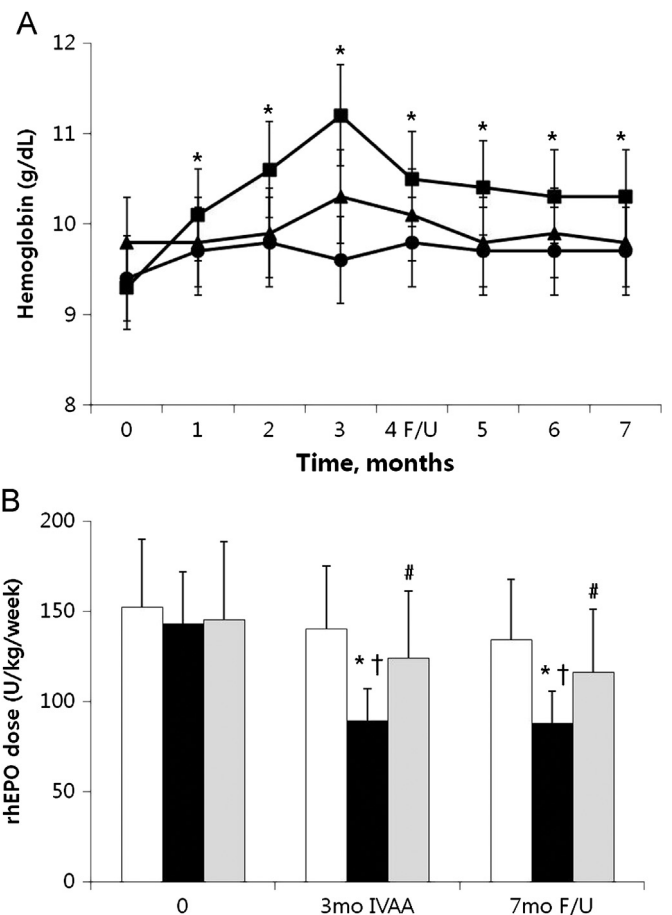 A
12
11
10
9
8
Hemoglobin (g/dL)
*
* * * * * *
0 1 2 3 4 F/U 5 6 7
Time, months
B
200
150
100
50
0
rhEPO dose (U/kg/week)
# #
* † * †
0 3mo IVAA 7mo F/U